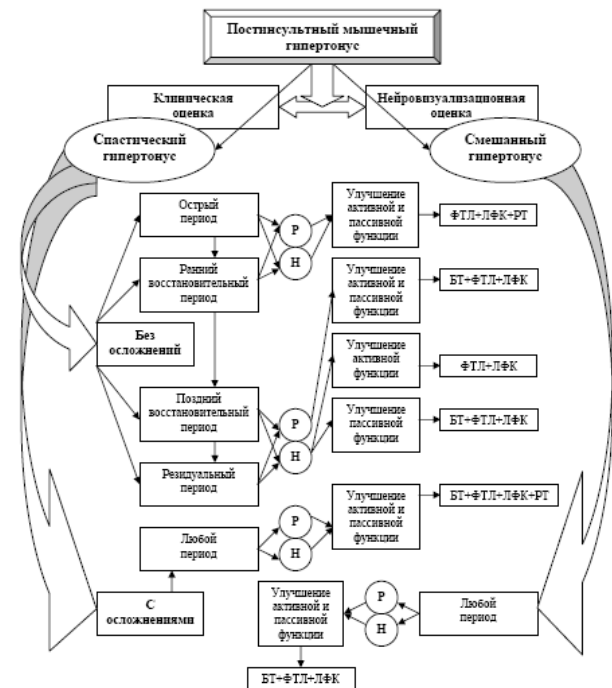 Постинсультный мышечный
гипертонус
Клиническая
оценка
Нейровизуализационная
оценка
Спастический
гипертонус
Смешанный
гипертонус
Острый
период
Р
Н
Улучшение
активной и
пассивной
функции
ФТЛ+ЛФК+РТ
Ранний
восстановительный
период
Улучшение
активной и
пассивной
функции
БТ+ФТЛ+ЛФК
Без
осложнений
Улучшение
активной
функции
ФТЛ+ЛФК
Поздний
восстановительный
период
Р
Н
Улучшение
пассивной
функции
БТ+ФТЛ+ЛФК
Резидуальный
период
Любой
период
Р
Н
Улучшение
активной и
пассивной
функции
БТ+ФТЛ+ЛФК+РТ
С
осложнениями
Улучшение
активной и
пассивной
функции
Р
Н
Любой
период
БТ+ФТЛ+ЛФК